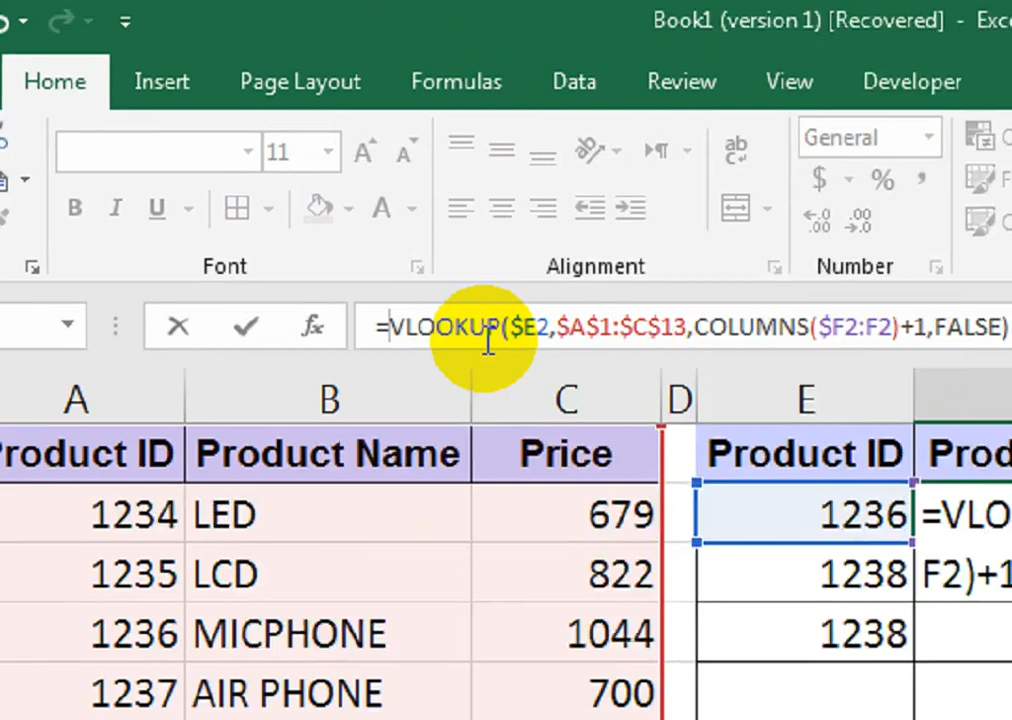 Book1 (version 1) [Recovered] - Exc
Home Insert Page Layout Formulas Data Review View Developer
11 A A ab General
B I U A $ % , F
Font Alignment Number
=VLOOKUP($E2,$A$1:$C$13,COLUMNS($F2:F2)+1,FALSE)
A B C D E
Product ID Product Name Price Product ID Prod
1234 LED 679 1236 =VLO
1235 LCD 822 1238 F2)+1
1236 MICPHONE 1044 1238
1237 AIR PHONE 700